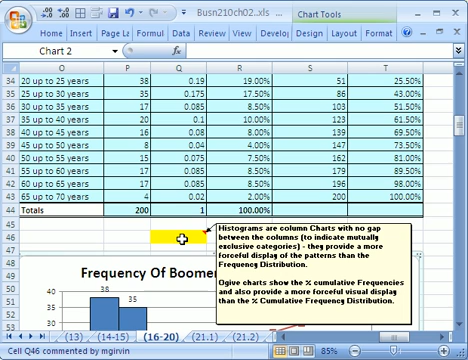 Busn210ch02...xls
Chart Tools
Home Insert Page La Formul Data Review View Develo Design Layout Format
Chart 2 fx
O P Q R S T
34 20 up to 25 years 38 0.19 19.00% 51 25.50%
35 25 up to 30 years 35 0.175 17.50% 86 43.00%
36 30 up to 35 years 17 0.085 8.50% 103 51.50%
37 35 up to 40 years 20 0.1 10.00% 123 61.50%
38 40 up to 45 years 16 0.08 8.00% 139 69.50%
39 45 up to 50 years 8 0.04 4.00% 147 73.50%
40 50 up to 55 years 15 0.075 7.50% 162 81.00%
41 55 up to 60 years 17 0.085 8.50% 179 89.50%
42 60 up to 65 years 17 0.085 8.50% 196 98.00%
43 65 up to 70 years 4 0.02 2.00% 200 100.00%
44 Totals 200 1 100.00%
45
46
47
48
49
50
51
52
53
Histograms are column Charts with no gap
between the columns (to indicate mutually
exclusive categories) - they provide a more
forceful display of the patterns than the
Frequency Distribution.
Ogive charts show the % cumulative Frequencies
and also provide a more forceful visual display
than the % Cumulative Frequency Distribution.
Frequency Of Boomer
40
30
38
35
(13) (14-15) (16-20) (21.1) (21.2)
Cell Q46 commented by mgirvin
85%